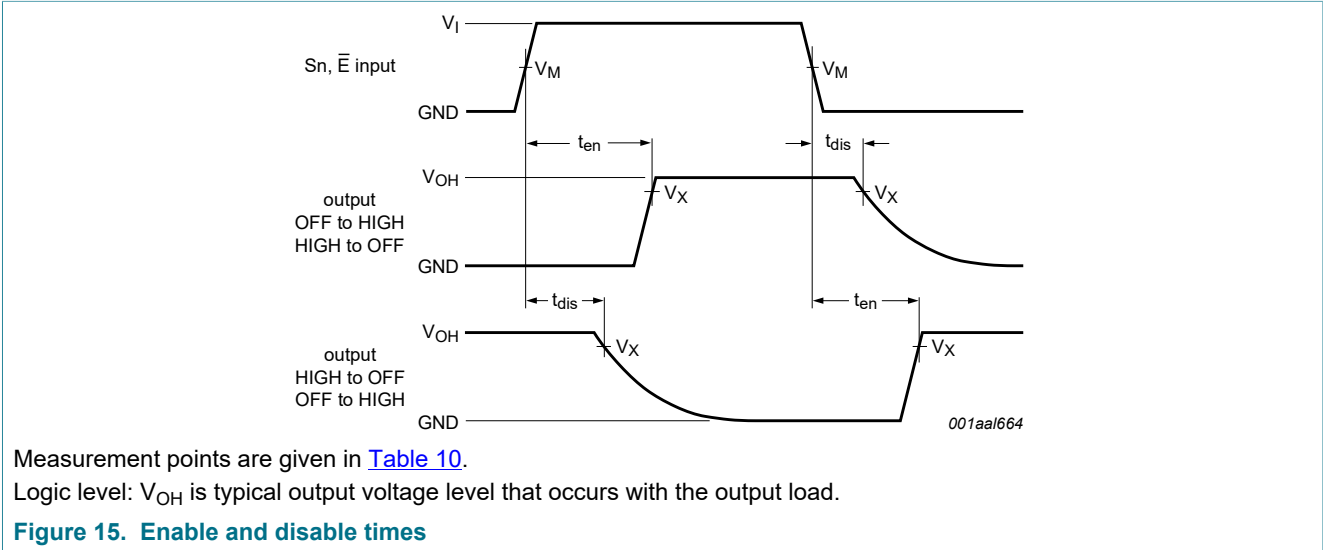 V_I
Sn, E̅ input
V_M
V_M
GND
t_en
t_dis
V_OH
V_X
V_X
output
OFF to HIGH
HIGH to OFF
GND
t_dis
t_en
V_OH
V_X
V_X
output
HIGH to OFF
OFF to HIGH
GND
001aal664
Measurement points are given in Table 10.
Logic level: V_OH is typical output voltage level that occurs with the output load.
Figure 15. Enable and disable times